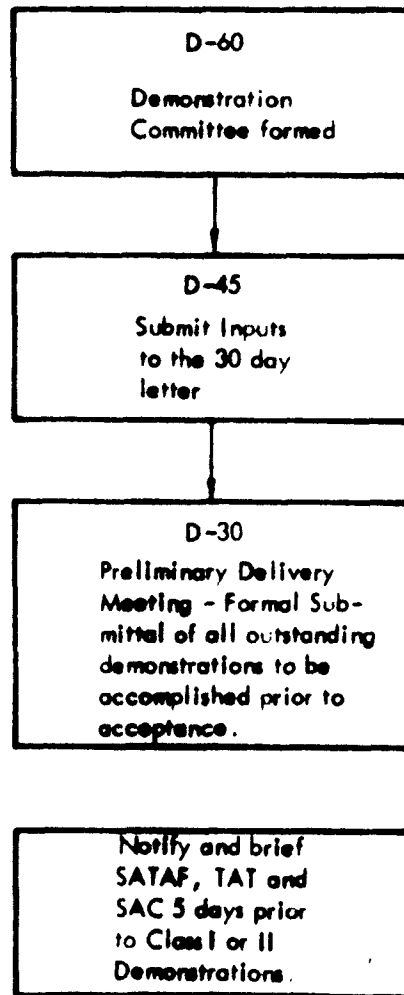 D-60
Demonstration
Committee formed
D-45
Submit Inputs
to the 30 day
letter
D-30
Preliminary Delivery
Meeting - Formal Sub-
mittal of all outstanding
demonstrations to be
accomplished prior to
acceptance.
Notify and brief
SATAF, TAT and
SAC 5 days prior
to Class I or II
Demonstrations.